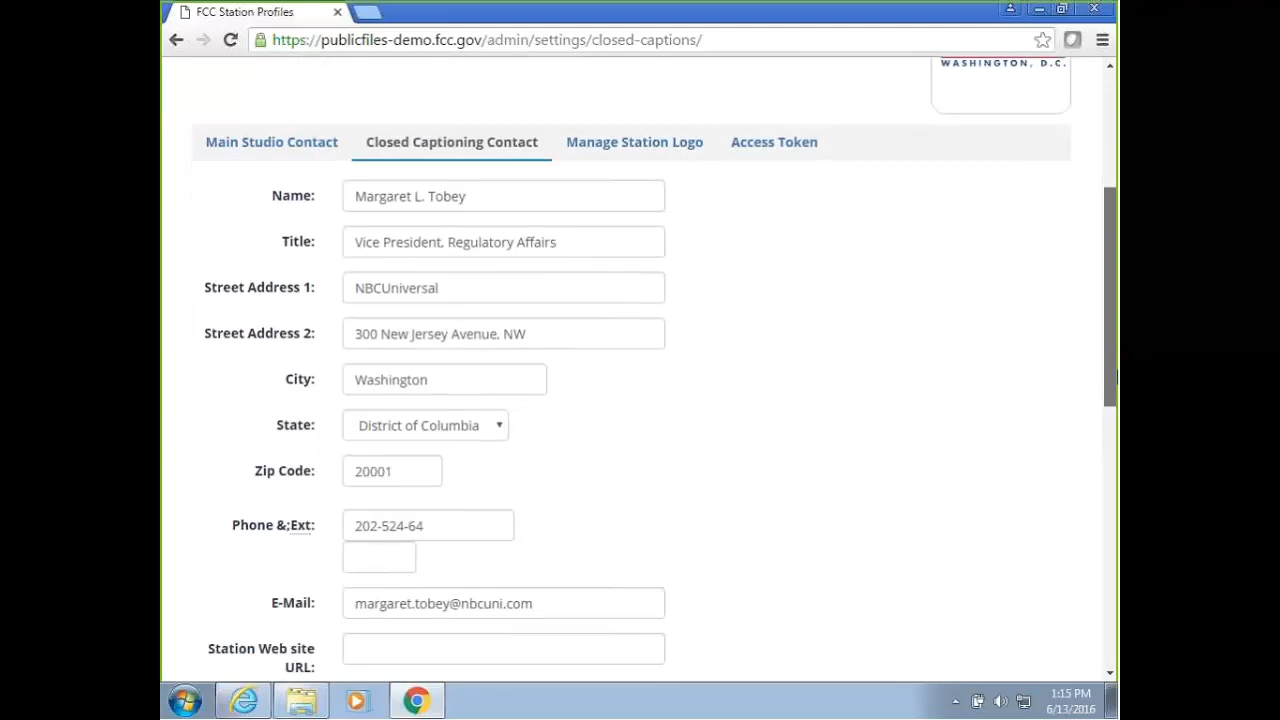 FCC Station Profiles
https://publicfiles-demo.fcc.gov/admin/settings/closed-captions/
WASHINGTON, D.C.
Main Studio Contact Closed Captioning Contact Manage Station Logo Access Token
Name: Margaret L. Tobey
Title: Vice President, Regulatory Affairs
Street Address 1: NBCUniversal
Street Address 2: 300 New Jersey Avenue, NW
City: Washington
State: District of Columbia
Zip Code: 20001
Phone &;Ext: 202-524-64
E-Mail: margaret.tobey@nbcuni.com
Station Web site
URL:
1:15 PM
6/13/2016